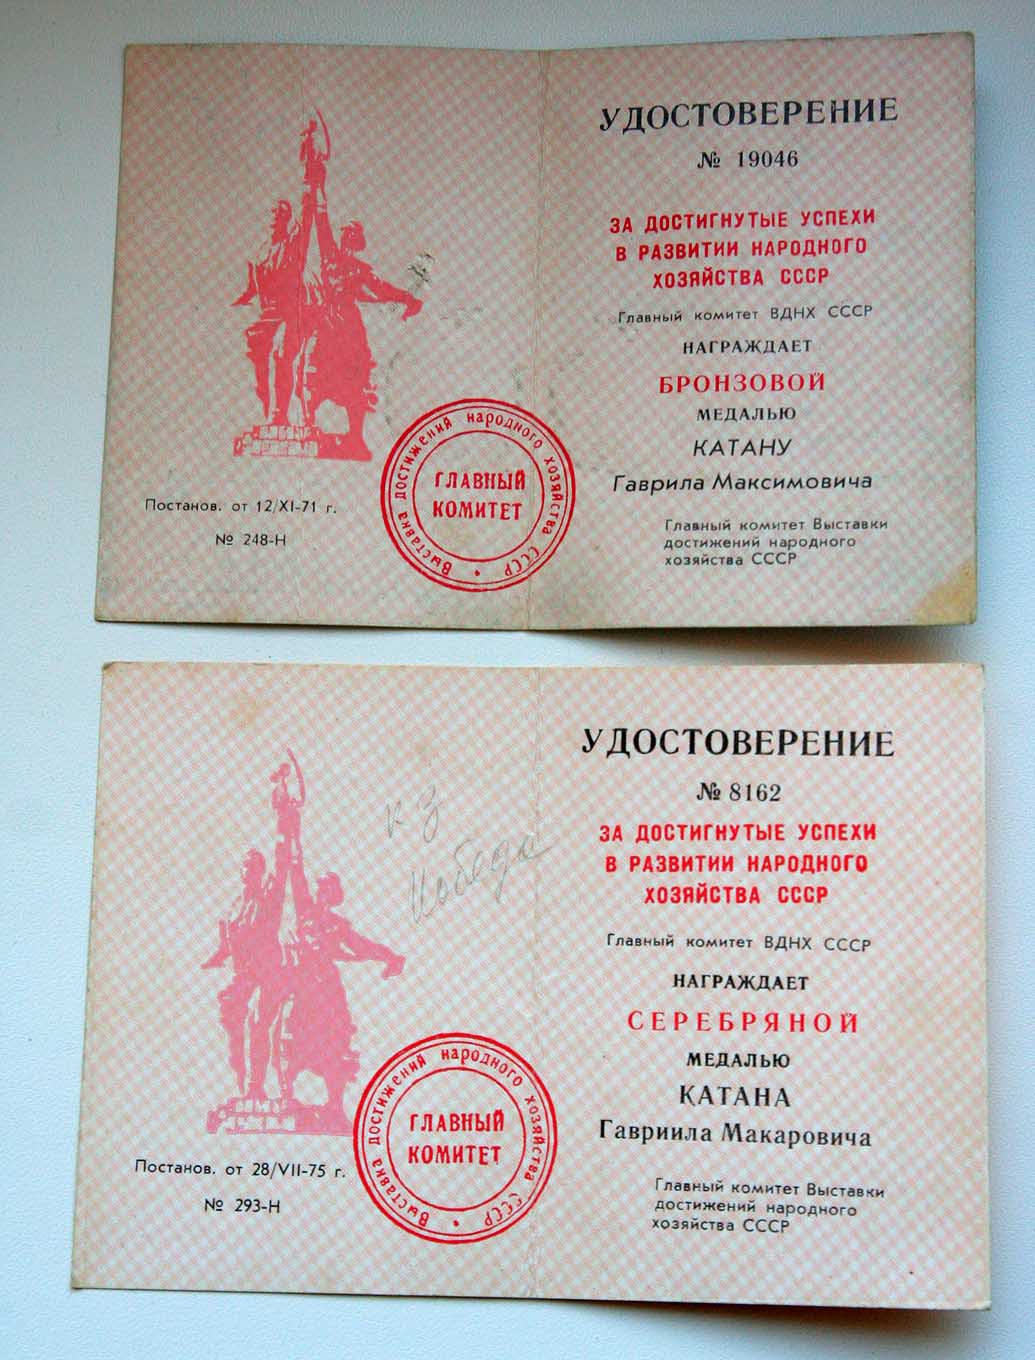 УДОСТОВЕРЕНИЕ
№ 19046
ЗА ДОСТИГНУТЫЕ УСПЕХИ
В РАЗВИТИИ НАРОДНОГО
ХОЗЯЙСТВА СССР
Главный комитет ВДНХ СССР
НАГРАЖДАЕТ
БРОНЗОВОЙ
МЕДАЛЬЮ
КАТАНУ
Гаврила Максимовича
Главный комитет Выставки
достижений народного
хозяйства СССР
Выставка достижений народного хозяйства СССР
ГЛАВНЫЙ
КОМИТЕТ
Постанов. от 12/XI-71 г.
№ 248-Н
УДОСТОВЕРЕНИЕ
№ 8162
ЗА ДОСТИГНУТЫЕ УСПЕХИ
В РАЗВИТИИ НАРОДНОГО
ХОЗЯЙСТВА СССР
Главный комитет ВДНХ СССР
НАГРАЖДАЕТ
СЕРЕБРЯНОЙ
МЕДАЛЬЮ
КАТАНА
Гавриила Макаровича
Главный комитет Выставки
достижений народного
хозяйства СССР
к з
Победа
Выставка достижений народного хозяйства СССР
ГЛАВНЫЙ
КОМИТЕТ
Постанов. от 28/VII-75 г.
№ 293-Н